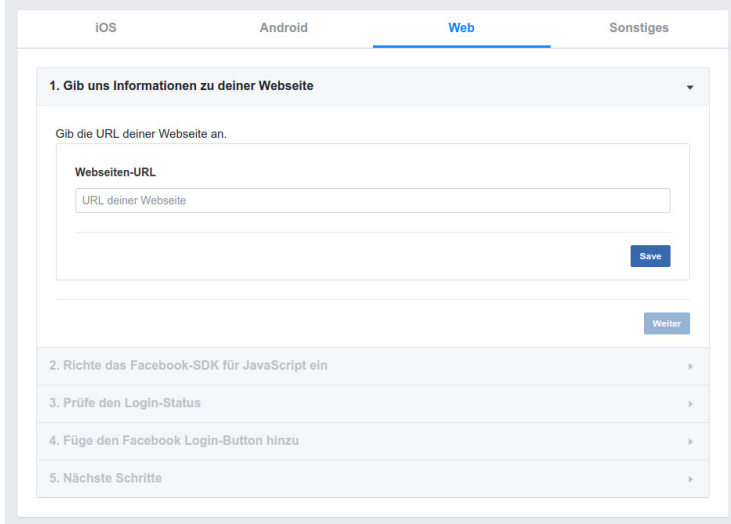 iOS Android Web Sonstiges
1. Gib uns Informationen zu deiner Webseite
Gib die URL deiner Webseite an.
Webseiten-URL
URL deiner Webseite
Save
Weiter
2. Richte das Facebook-SDK für JavaScript ein
3. Prüfe den Login-Status
4. Füge den Facebook Login-Button hinzu
5. Nächste Schritte